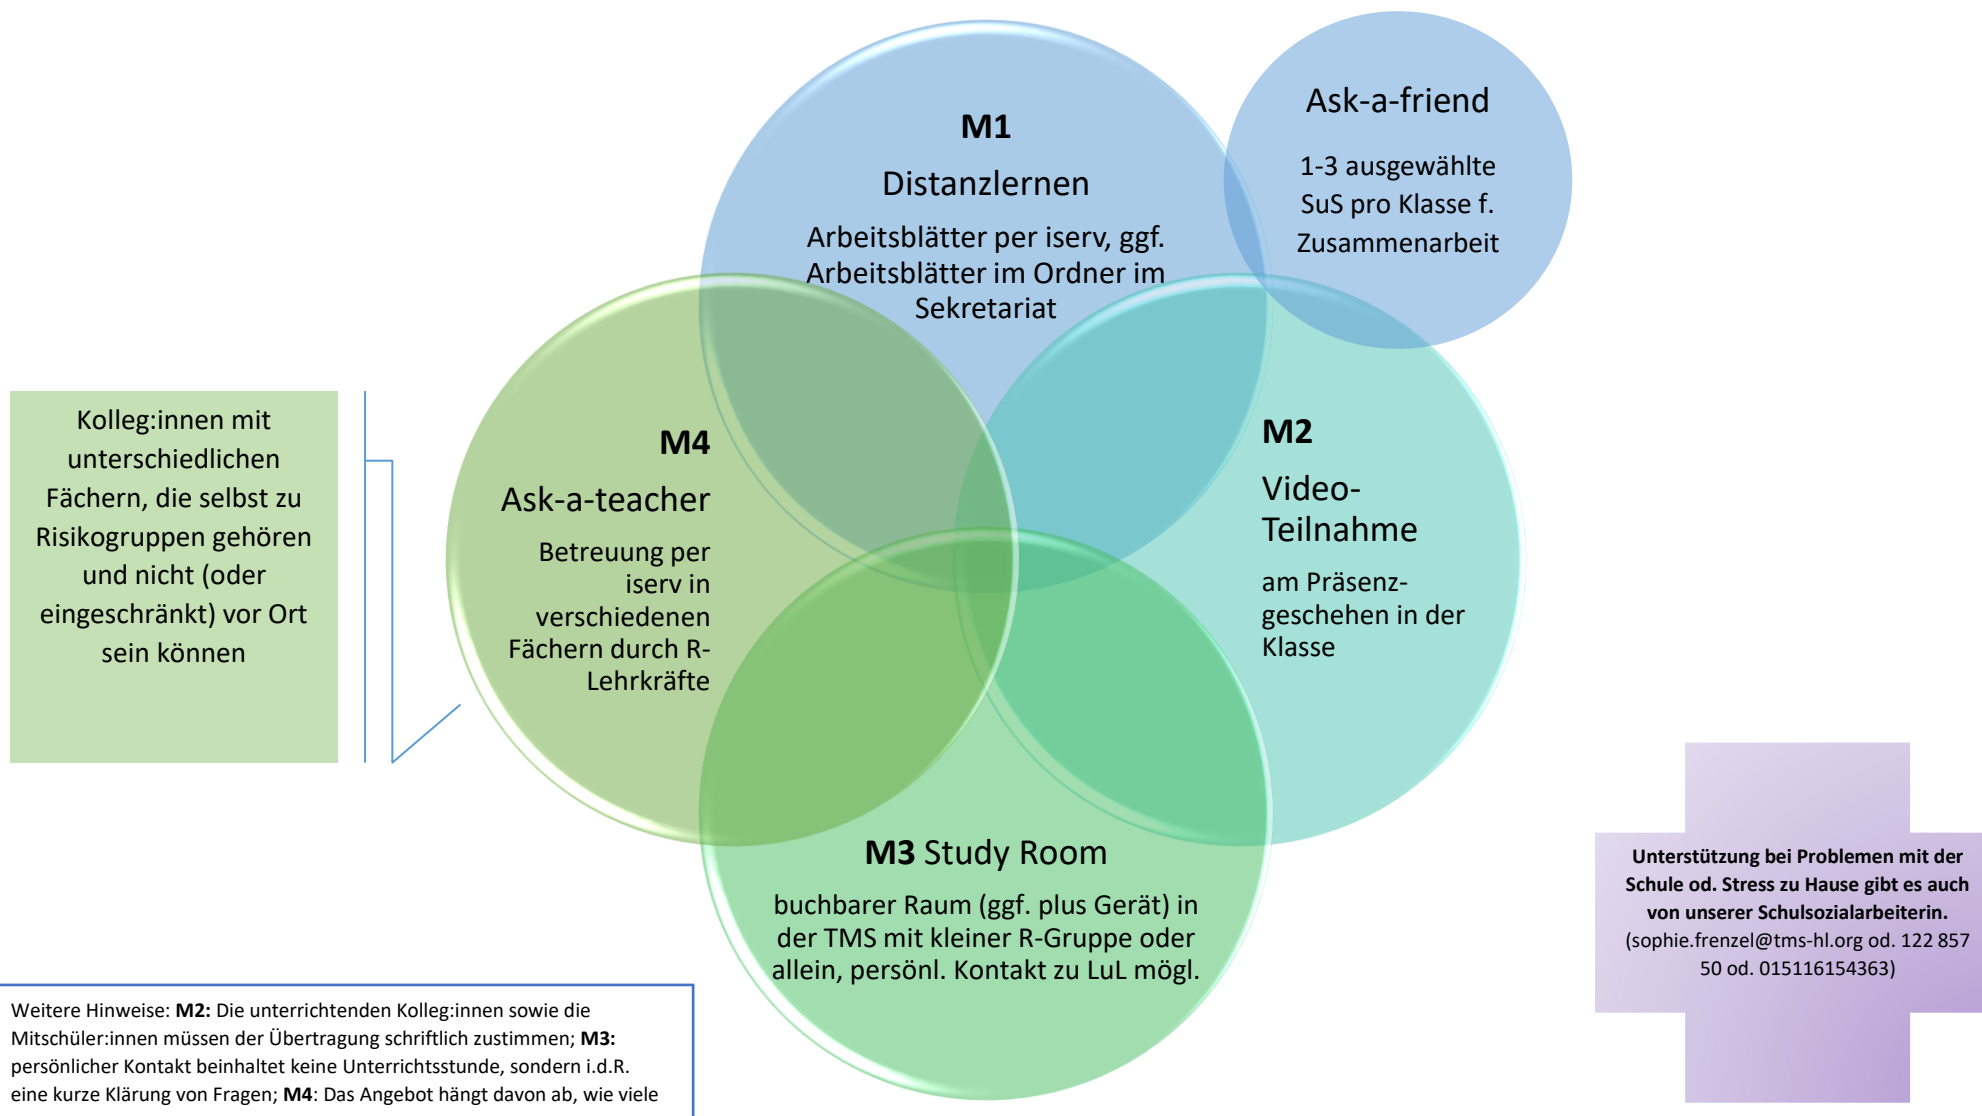 M1
Distanzlernen
Arbeitsblätter per iserv, ggf.
Arbeitsblätter im Ordner im
Sekretariat
Ask-a-friend
1-3 ausgewählte
SuS pro Klasse f.
Zusammenarbeit
Kolleg:innen mit
unterschiedlichen
Fächern, die selbst zu
Risikogruppen gehören
und nicht (oder
eingeschränkt) vor Ort
sein können
M4
Ask-a-teacher
Betreuung per
iserv in
verschiedenen
Fächern durch R-
Lehrkräfte
M2
Video-
Teilnahme
am Präsenz-
geschehen in der
Klasse
M3 Study Room
buchbarer Raum (ggf. plus Gerät) in
der TMS mit kleiner R-Gruppe oder
allein, persönl. Kontakt zu LuL mögl.
Unterstützung bei Problemen mit der
Schule od. Stress zu Hause gibt es auch
von unserer Schulsozialarbeiterin.
(sophie.frenzel@tms-hl.org od. 122 857
50 od. 015116154363)
Weitere Hinweise: M2: Die unterrichtenden Kolleg:innen sowie die
Mitschüler:innen müssen der Übertragung schriftlich zustimmen; M3:
persönlicher Kontakt beinhaltet keine Unterrichtsstunde, sondern i.d.R.
eine kurze Klärung von Fragen; M4: Das Angebot hängt davon ab, wie viele